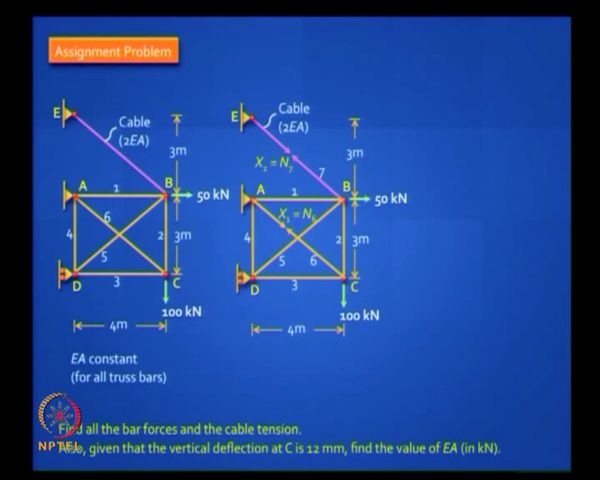 Assignment Problem
E
Cable
(2EA)
3m
A
1
B
50 kN
6
4
2
3m
5
D
3
C
100 kN
4m
EA constant
(for all truss bars)
E
Cable
(2EA)
3m
X₂ = N₇
7
A
1
B
50 kN
X₁ = N₆
4
2
3m
5
6
D
3
C
100 kN
4m
Find all the bar forces and the cable tension.
Also, given that the vertical deflection at C is 12 mm, find the value of EA (in kN).
NPTEL